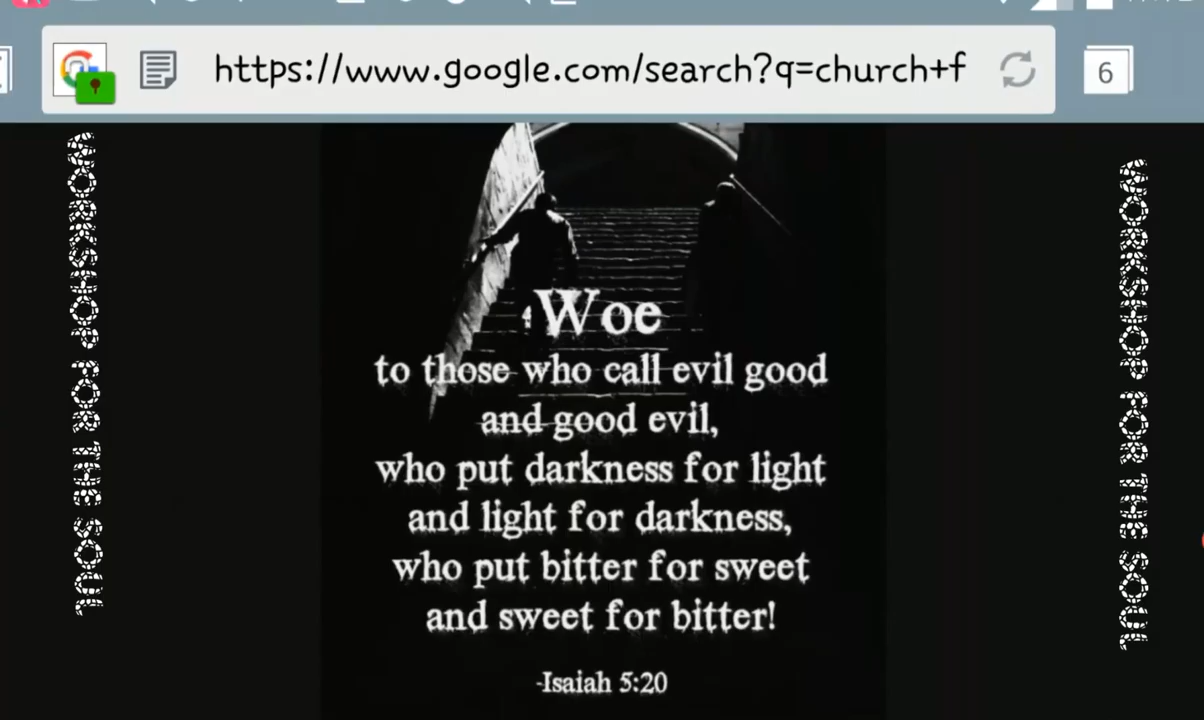 https://www.google.com/search?q=church+f
6
WORKSHOP FOR THE SOUL
Woe
to those who call evil good
and good evil,
who put darkness for light
and light for darkness,
who put bitter for sweet
and sweet for bitter!
-Isaiah 5:20
WORKSHOP FOR THE SOUL